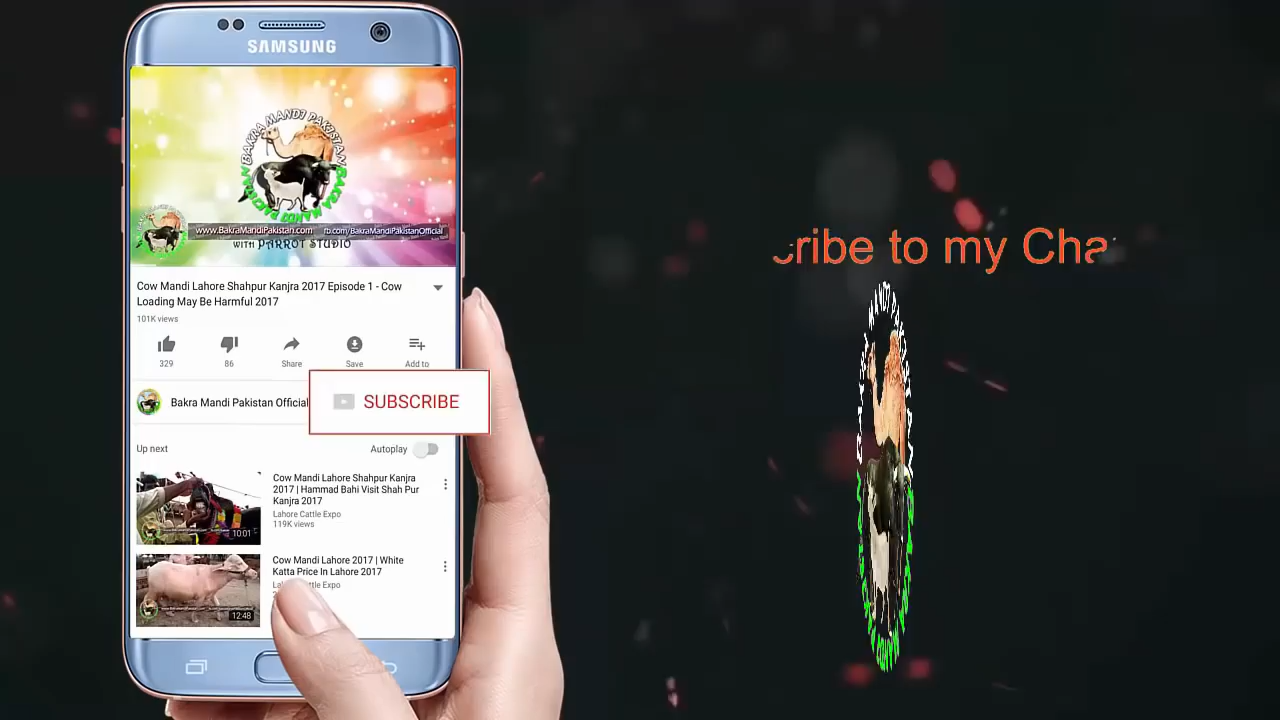 SAMSUNG
BAKRA MANDI PAKISTAN
BAKRA MANDI PAKISTAN
www.BakraMandiPakistan.com fb.com/BakraMandiPakistanOfficial
WITH PARROT STUDIO
Cow Mandi Lahore Shahpur Kanjra 2017 Episode 1 - Cow
Loading May Be Harmful 2017
101K views
329 86 Share Save Add to
Bakra Mandi Pakistan Official
SUBSCRIBE
Up next Autoplay
Cow Mandi Lahore Shahpur Kanjra
2017 | Hammad Bahi Visit Shah Pur
Kanjra 2017
Lahore Cattle Expo
119K views
10:01
Cow Mandi Lahore 2017 | White
Katta Price In Lahore 2017
Expo
12:48
cribe to my Cha